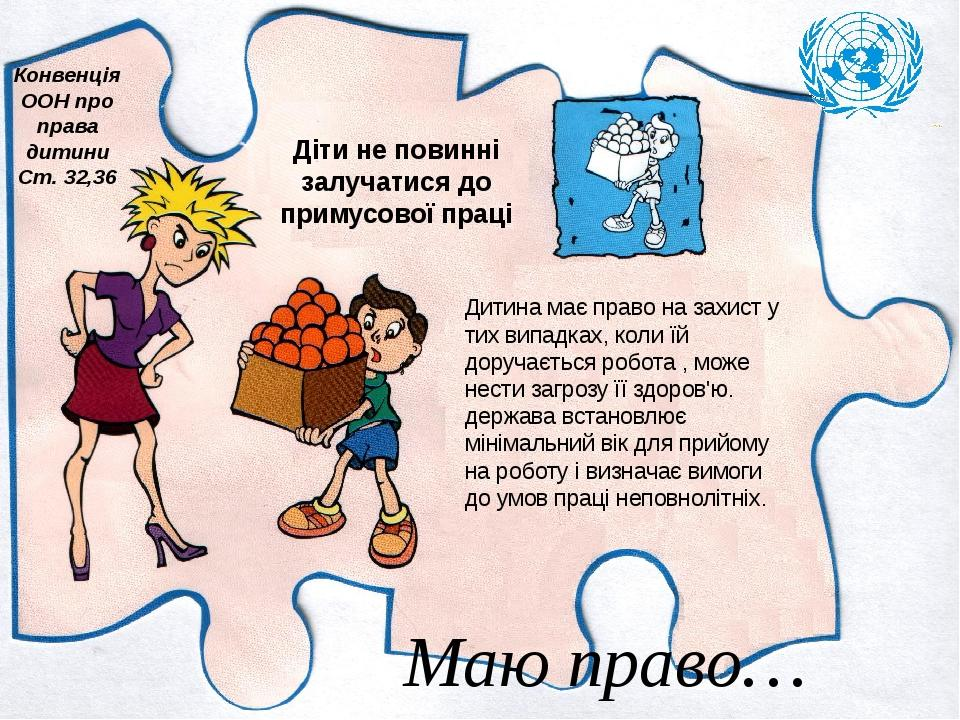 Конвенція
ООН про
права
дитини
Ст. 32,36
Діти не повинні
залучатися до
примусової праці
Дитина має право на захист у
тих випадках, коли їй
доручається робота , може
нести загрозу її здоров'ю.
держава встановлює
мінімальний вік для прийому
на роботу і визначає вимоги
до умов праці неповнолітніх.
Маю право…